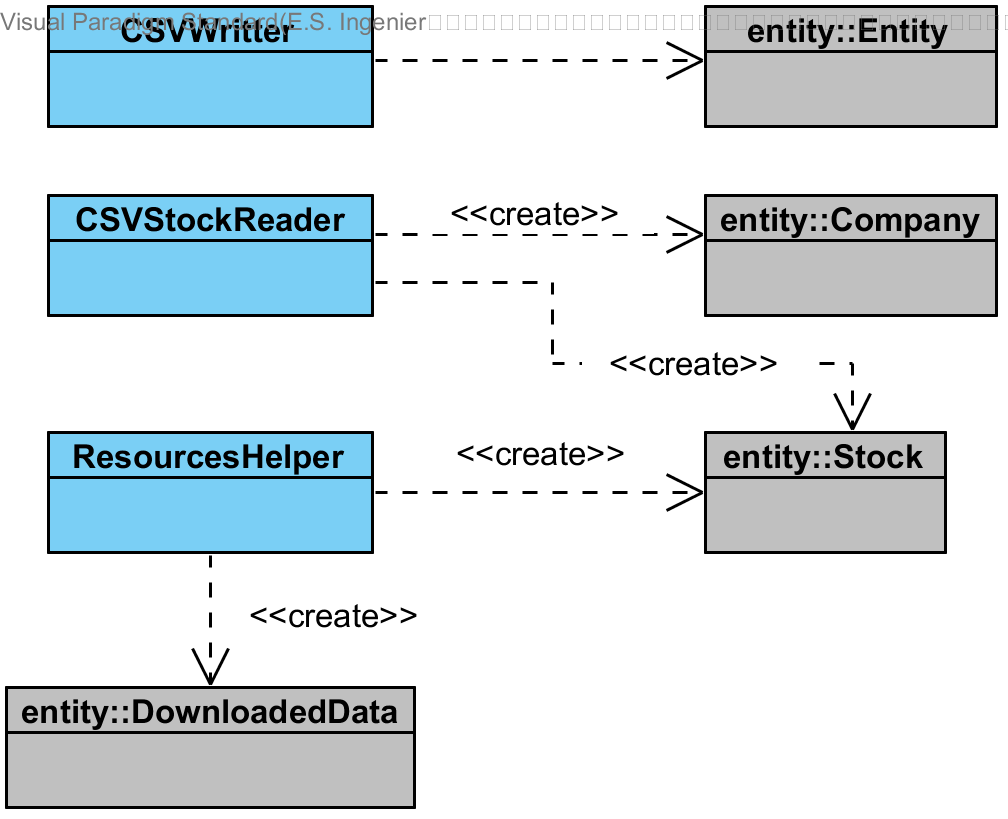 Visual Paradigm Standard(E.S. Ingenier
CSVWritter
entity::Entity
CSVStockReader
<<create>>
entity::Company
<<create>>
ResourcesHelper
<<create>>
entity::Stock
<<create>>
entity::DownloadedData